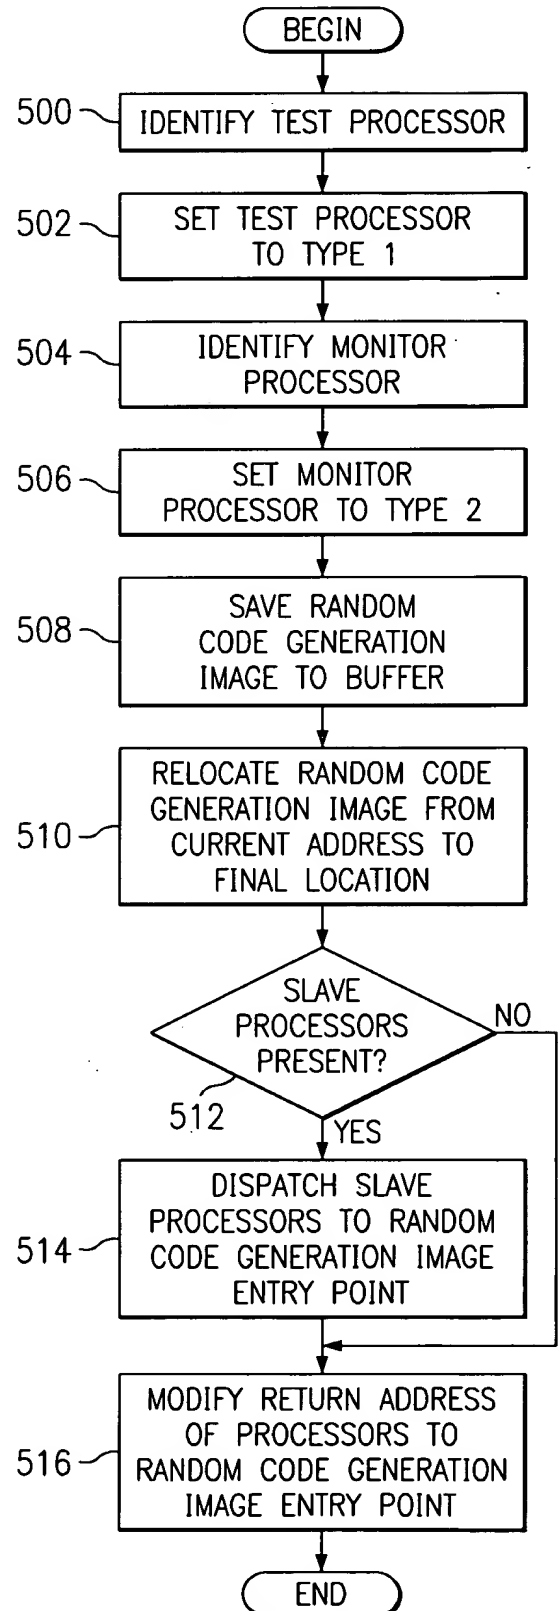 BEGIN
500
IDENTIFY TEST PROCESSOR
502
SET TEST PROCESSOR
TO TYPE 1
504
IDENTIFY MONITOR
PROCESSOR
506
SET MONITOR
PROCESSOR TO TYPE 2
508
SAVE RANDOM
CODE GENERATION
IMAGE TO BUFFER
510
RELOCATE RANDOM CODE
GENERATION IMAGE FROM
CURRENT ADDRESS TO
FINAL LOCATION
SLAVE
PROCESSORS
PRESENT?
NO
512
YES
514
DISPATCH SLAVE
PROCESSORS TO RANDOM
CODE GENERATION IMAGE
ENTRY POINT
516
MODIFY RETURN ADDRESS
OF PROCESSORS TO
RANDOM CODE GENERATION
IMAGE ENTRY POINT
END